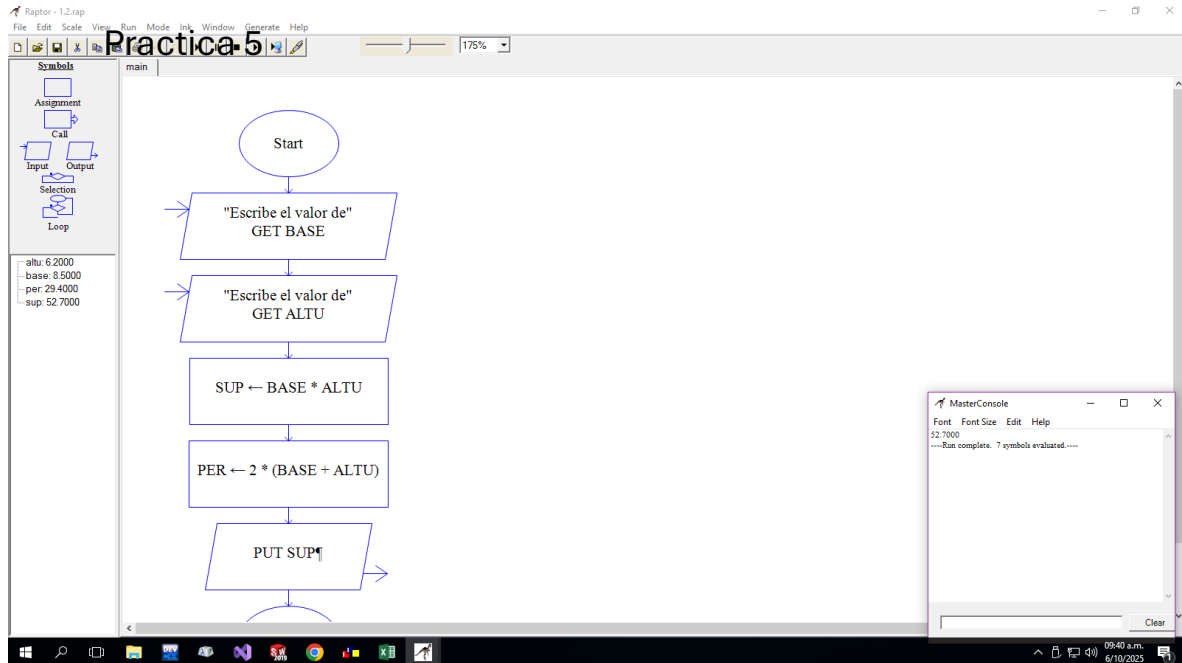 Raptor - 1.2.rap
File Edit Scale View Run Mode Ink Window Generate Help
Practica 5
175%
Symbols
main
Assignment
Call
Input Output
Selection
Loop
altu: 6.2000
base: 8.5000
per: 29.4000
sup: 52.7000
Start
"Escribe el valor de"
GET BASE
"Escribe el valor de"
GET ALTU
SUP ← BASE * ALTU
PER ← 2 * (BASE + ALTU)
PUT SUP¶
MasterConsole
Font Font Size Edit Help
52.7000
----Run complete. 7 symbols evaluated.----
Clear
DEV
SW
2019
09:40 a.m.
6/10/2025
1